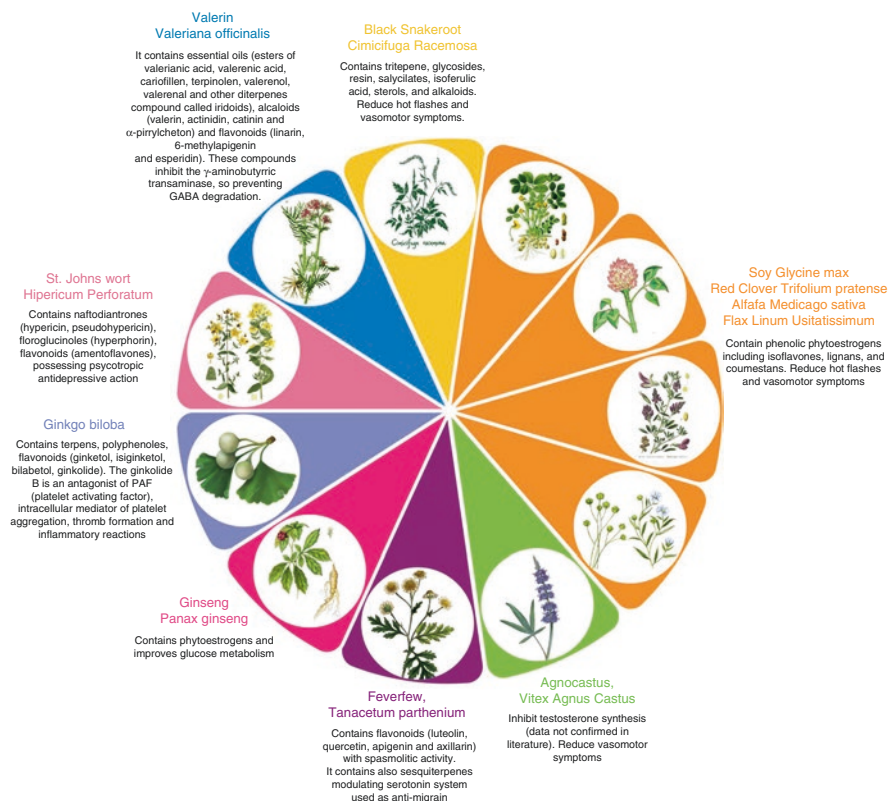 Valerin
Valeriana officinalis
It contains essential oils (esters of
valerianic acid, valerenic acid,
cariofillen, terpinolen, valerenol,
valerenal and other diterpenes
compound called iridoids), alcaloids
(valerin, actinidin, catinin and
α-pirrylcheton) and flavonoids (linarin,
6-methylapigenin
and esperidin). These compounds
inhibit the γ-aminobutyrric
transaminase, so preventing
GABA degradation.
Black Snakeroot
Cimicifuga Racemosa
Contains tritepene, glycosides,
resin, salycilates, isoferulic
acid, sterols, and alkaloids.
Reduce hot flashes and
vasomotor symptoms.
Cimicifuga racemosa
Soy Glycine max
Red Clover Trifolium pratense
Alfafa Medicago sativa
Flax Linum Usitatissimum
Contain phenolic phytoestrogens
including isoflavones, lignans, and
coumestans. Reduce hot flashes
and vasomotor symptoms
St. Johns wort
Hipericum Perforatum
Contains naftodiantrones
(hypericin, pseudohypericin),
floroglucinoles (hyperphorin),
flavonoids (amentoflavones),
possessing psycotropic
antidepressive action
Ginkgo biloba
Contains terpens, polyphenoles,
flavonoids (ginketol, isiginketol,
bilabetol, ginkolide). The ginkolide
B is an antagonist of PAF
(platelet activating factor),
intracellular mediator of platelet
aggregation, thromb formation and
inflammatory reactions
Ginseng
Panax ginseng
Contains phytoestrogens and
improves glucose metabolism
Feverfew,
Tanacetum parthenium
Contains flavonoids (luteolin,
quercetin, apigenin and axillarin)
with spasmolitic activity.
It contains also sesquiterpenes
modulating serotonin system
used as anti-migrain
Agnocastus,
Vitex Agnus Castus
Inhibit testosterone synthesis
(data not confirmed in
literature). Reduce vasomotor
symptoms